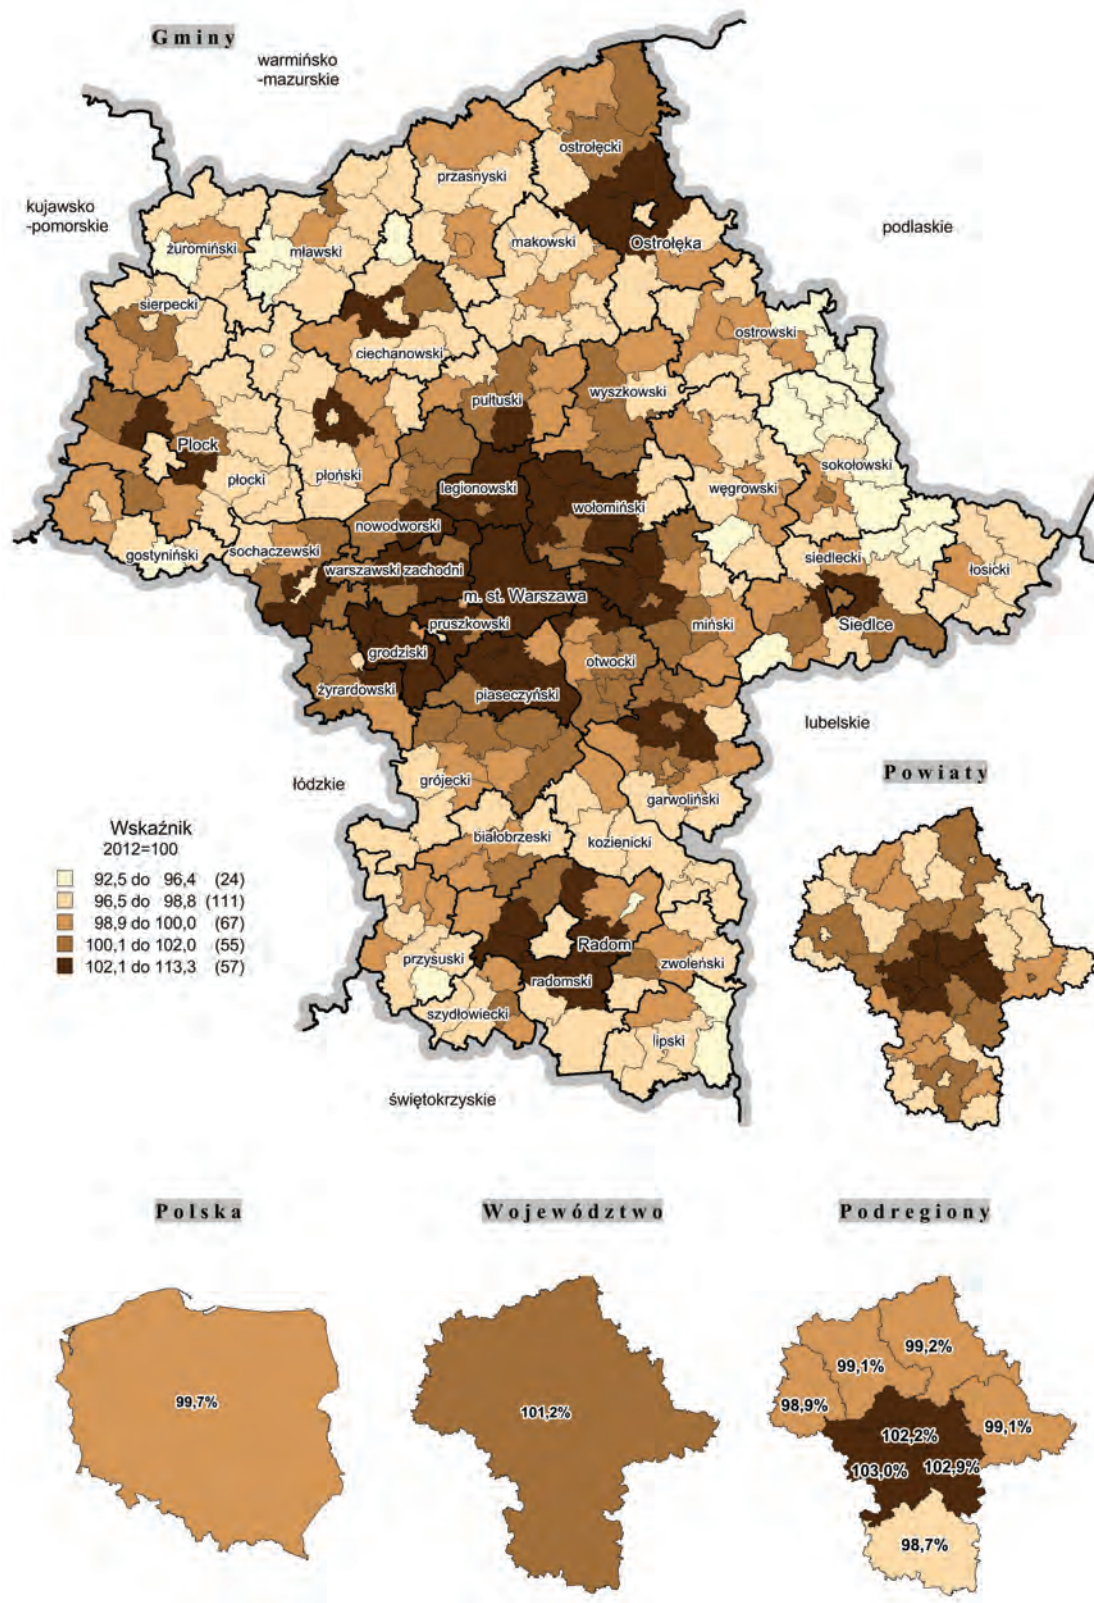 Gminy
warmińsko
-mazurskie
kujawsko
-pomorskie
podlaskie
ostrołęcki
przasnyski
makowski
Ostrołęka
żuromiński
mławski
sierpecki
ciechanowski
ostrowski
pułtuski
wyszkowski
Płock
płocki
płoński
sokołowski
legionowski
węgrowski
wołomiński
nowodworski
gostyniński
sochaczewski
siedlecki
warszawski zachodni
łosicki
m. st. Warszawa
pruszkowski
miński
Siedlce
grodziski
otwocki
żyrardowski
piaseczyński
lubelskie
łódzkie
grójecki
garwoliński
Powiaty
białobrzeski
kozienicki
Wskaźnik
2012=100
92,5 do 96,4 (24)
96,5 do 98,8 (111)
98,9 do 100,0 (67)
100,1 do 102,0 (55)
102,1 do 113,3 (57)
Radom
przysuski
zwoleński
radomski
szydłowiecki
lipski
świętokrzyskie
Polska
Województwo
Podregiony
99,7%
101,2%
99,2%
99,1%
98,9%
99,1%
102,2%
103,0%
102,9%
98,7%